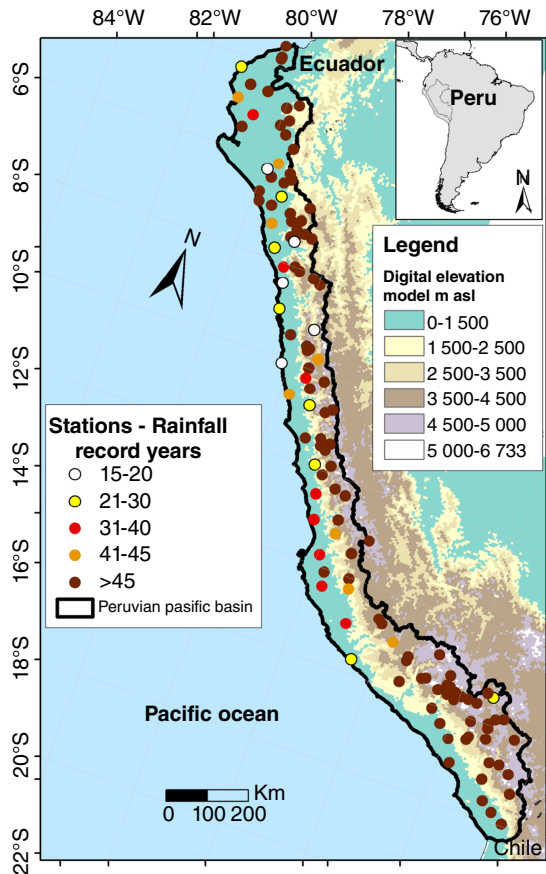 80°W
78°W
76°W
6°S
8°S
10°S
12°S
14°S
16°S
18°S
20°S
22°S
Ecuador
Peru
N
N
Legend
Digital elevation
model m asl
0-1 500
1 500-2 500
2 500-3 500
3 500-4 500
4 500-5 000
5 000-6 733
Stations - Rainfall
record years
15-20
21-30
31-40
41-45
>45
Peruvian pasific basin
Pacific ocean
Km
0 100 200
Chile